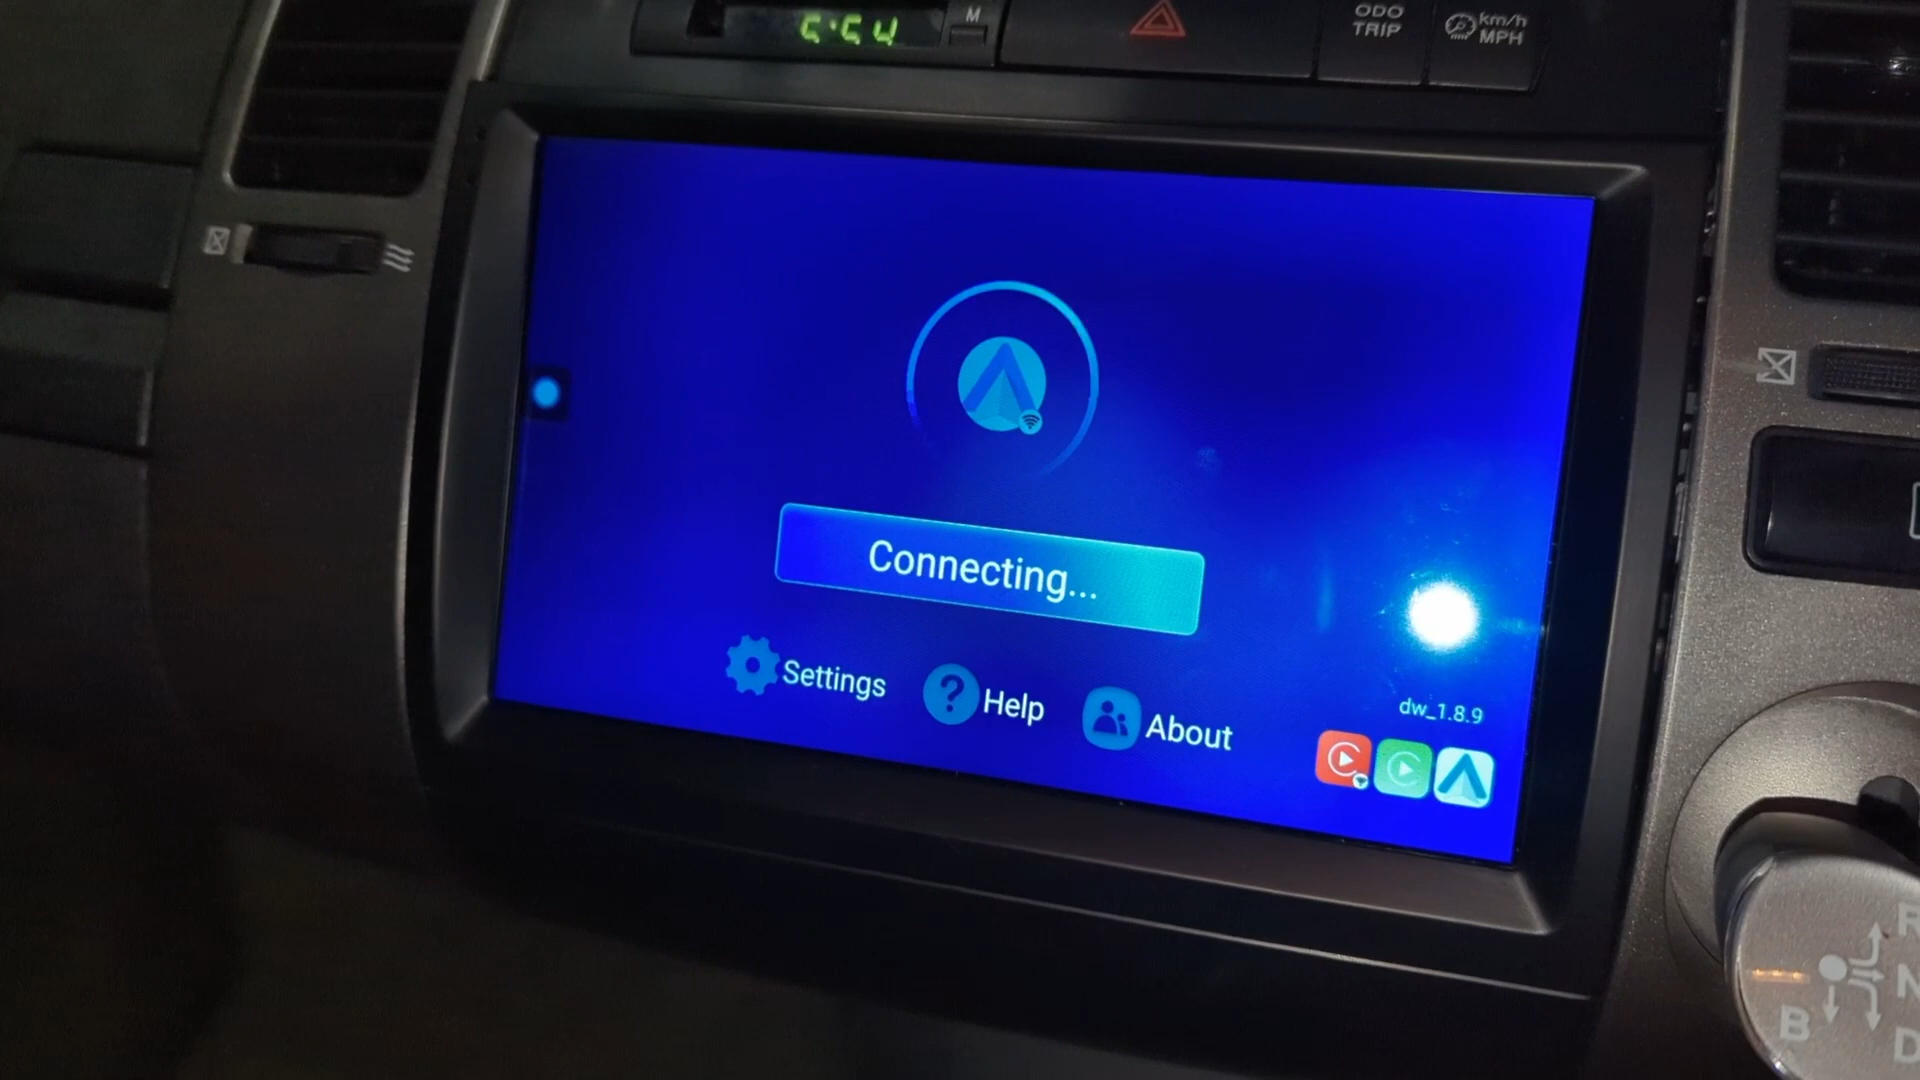 M
ODO
TRIP
km/h
MPH
Connecting...
Settings
Help
About
dw_1.8.9
R
N
B
D